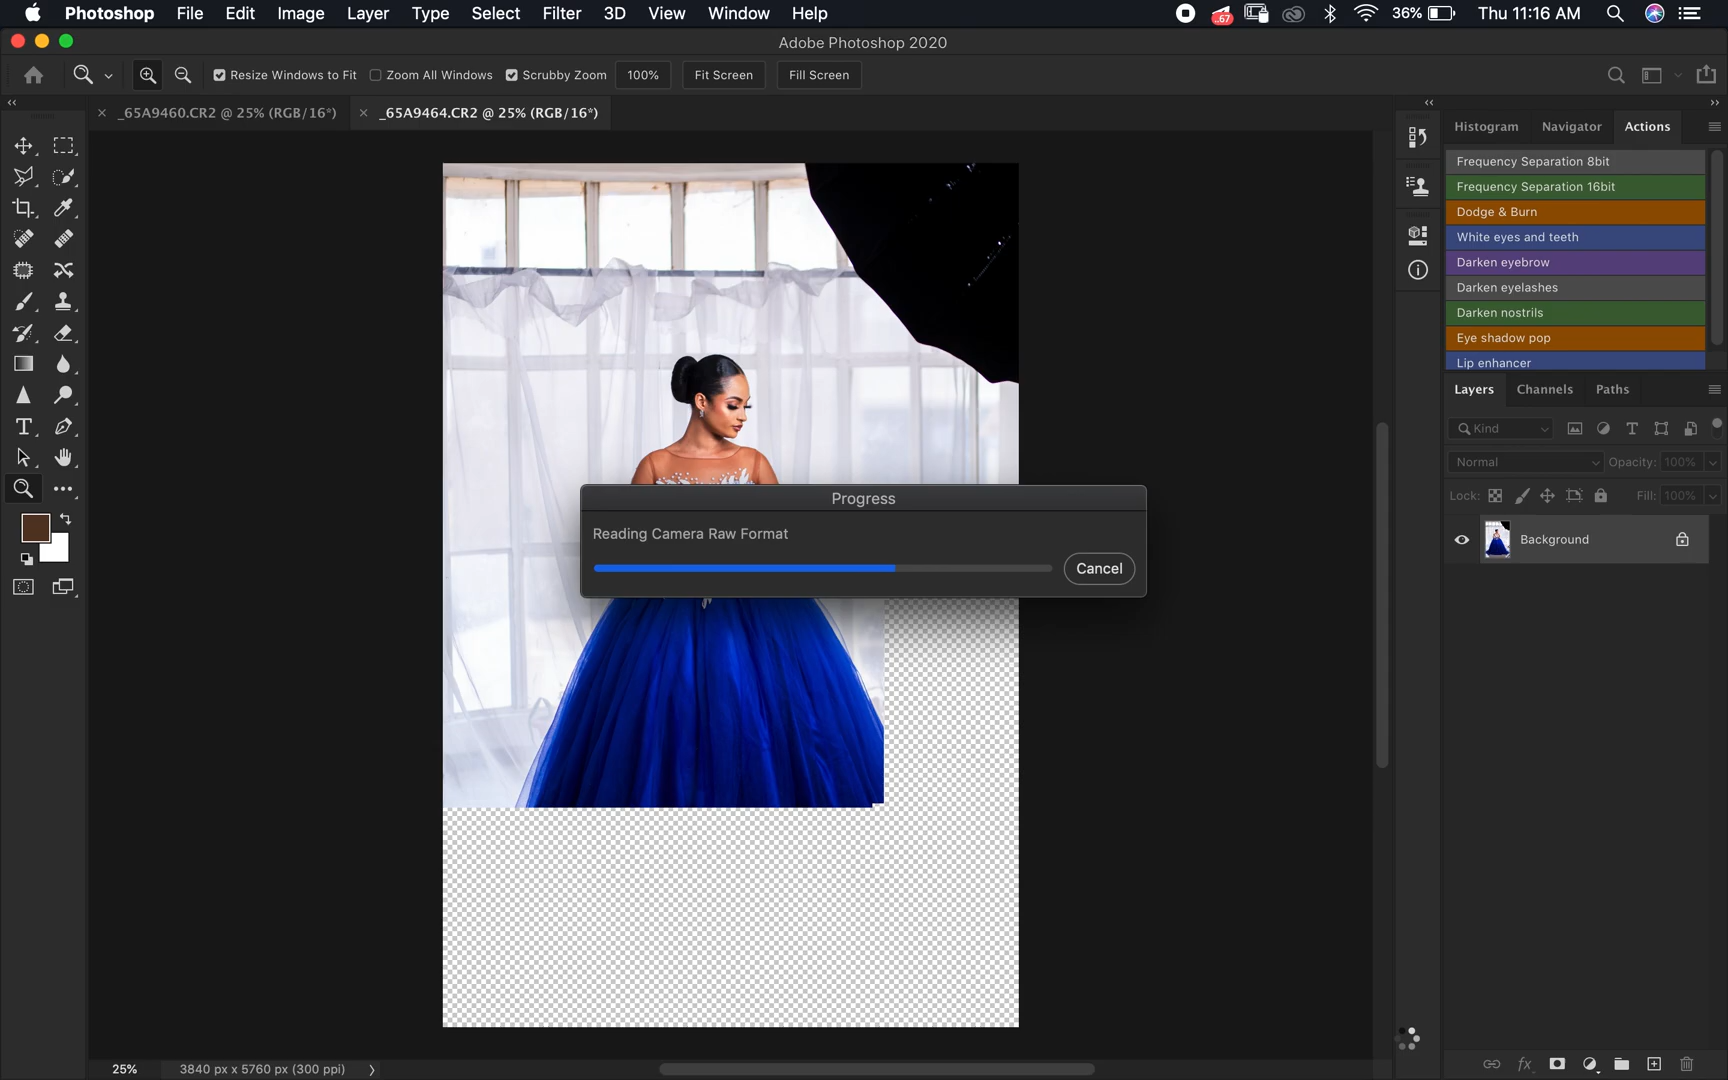 Photoshop File Edit Image Layer Type Select Filter 3D View Window Help .67 36% Thu 11:16 AM
Adobe Photoshop 2020
Resize Windows to Fit Zoom All Windows Scrubby Zoom 100% Fit Screen Fill Screen
_65A9460.CR2 @ 25% (RGB/16*) _65A9464.CR2 @ 25% (RGB/16*)
Histogram Navigator Actions
Frequency Separation 8bit
Frequency Separation 16bit
Dodge & Burn
White eyes and teeth
Darken eyebrow
Darken eyelashes
Darken nostrils
Eye shadow pop
Lip enhancer
Layers Channels Paths
Kind
Normal Opacity: 100%
Lock: Fill: 100%
Background
Progress
Reading Camera Raw Format
Cancel
25% 3840 px x 5760 px (300 ppi)